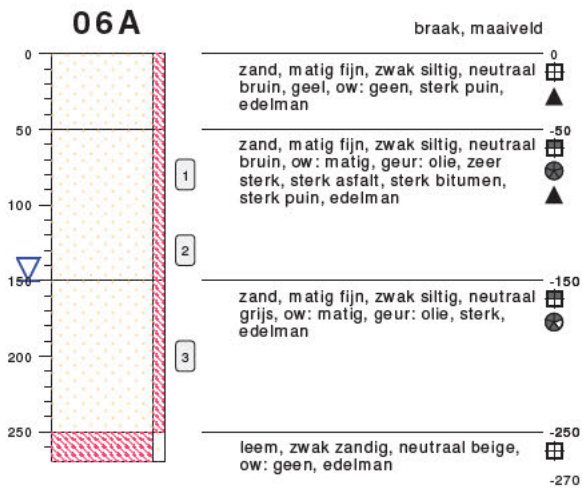 06A
braak, maaiveld
0
0
zand, matig fijn, zwak siltig, neutraal
bruin, geel, ow: geen, sterk puin,
edelman
50
-50
zand, matig fijn, zwak siltig, neutraal
bruin, ow: matig, geur: olie, zeer
sterk, sterk asfalt, sterk bitumen,
sterk puin, edelman
1
100
2
150
-150
zand, matig fijn, zwak siltig, neutraal
grijs, ow: matig, geur: olie, sterk,
edelman
200
3
250
-250
leem, zwak zandig, neutraal beige,
ow: geen, edelman
-270